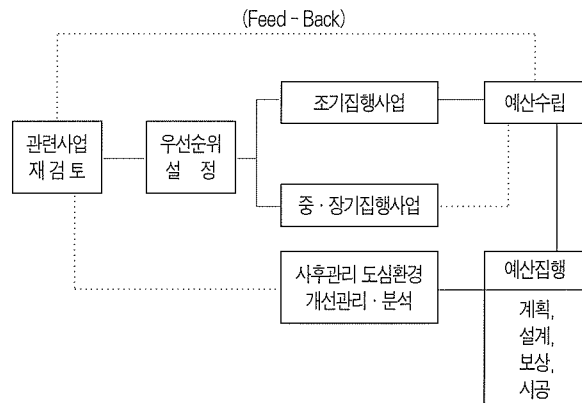 (Feed - Back)
조기집행사업
예산수립
관련사업
재 검 토
우선순위
설 정
중 · 장기집행사업
사후관리 도심환경
개선관리 · 분석
예산집행
계획,
설계,
보상,
시공